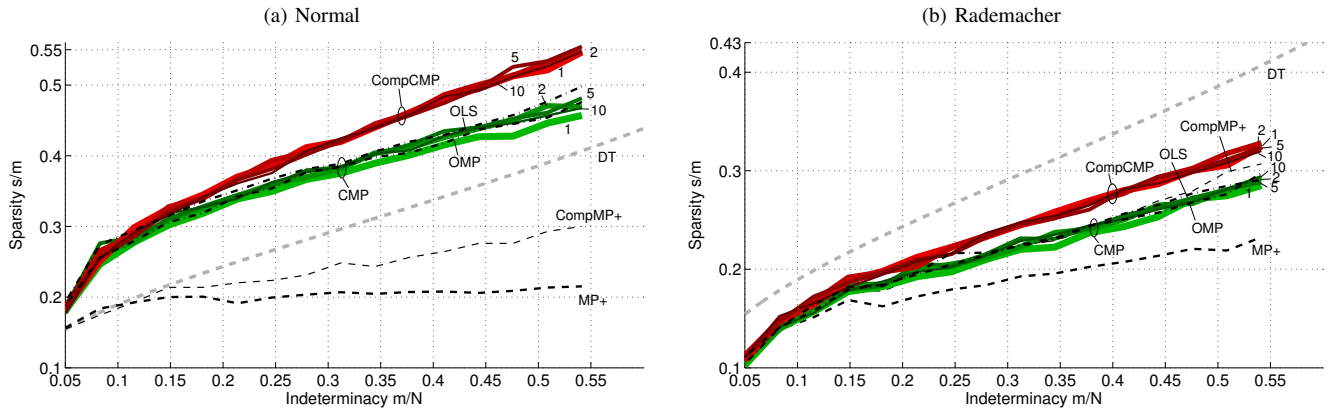 (a) Normal
0.55
0.5
0.4
0.3
0.2
0.1
Sparsity s/m
0.05 0.1 0.15 0.2 0.25 0.3 0.35 0.4 0.45 0.5 0.55
Indeterminacy m/N
CompCMP
5
2
1
10
2
5
10
1
OLS
OMP
CMP
DT
CompMP+
MP+
(b) Rademacher
0.43
0.4
0.3
0.2
0.1
Sparsity s/m
0.05 0.1 0.15 0.2 0.25 0.3 0.35 0.4 0.45 0.5 0.55
Indeterminacy m/N
DT
CompMP+
OLS
CompCMP
2 1
5
10
10
2
5
1
OMP
CMP
MP+